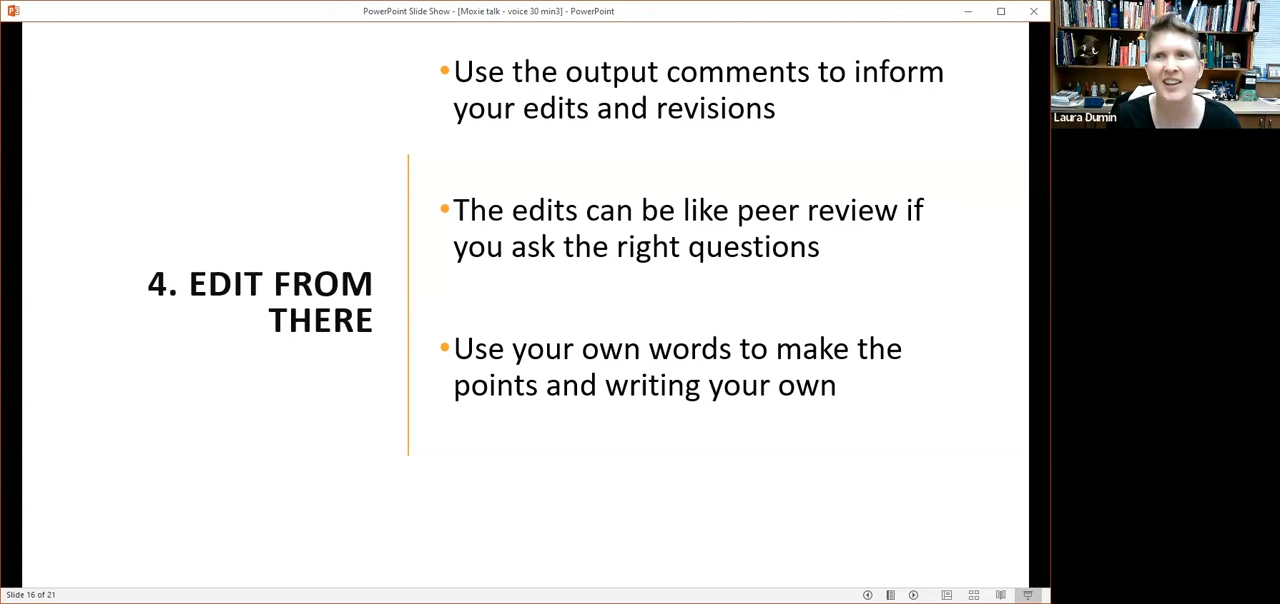 PowerPoint Slide Show - [Moxie talk - voice 30 min3] - PowerPoint
Laura Dumin
•Use the output comments to inform
your edits and revisions
•The edits can be like peer review if
you ask the right questions
4. EDIT FROM
THERE
•Use your own words to make the
points and writing your own
Slide 16 of 21